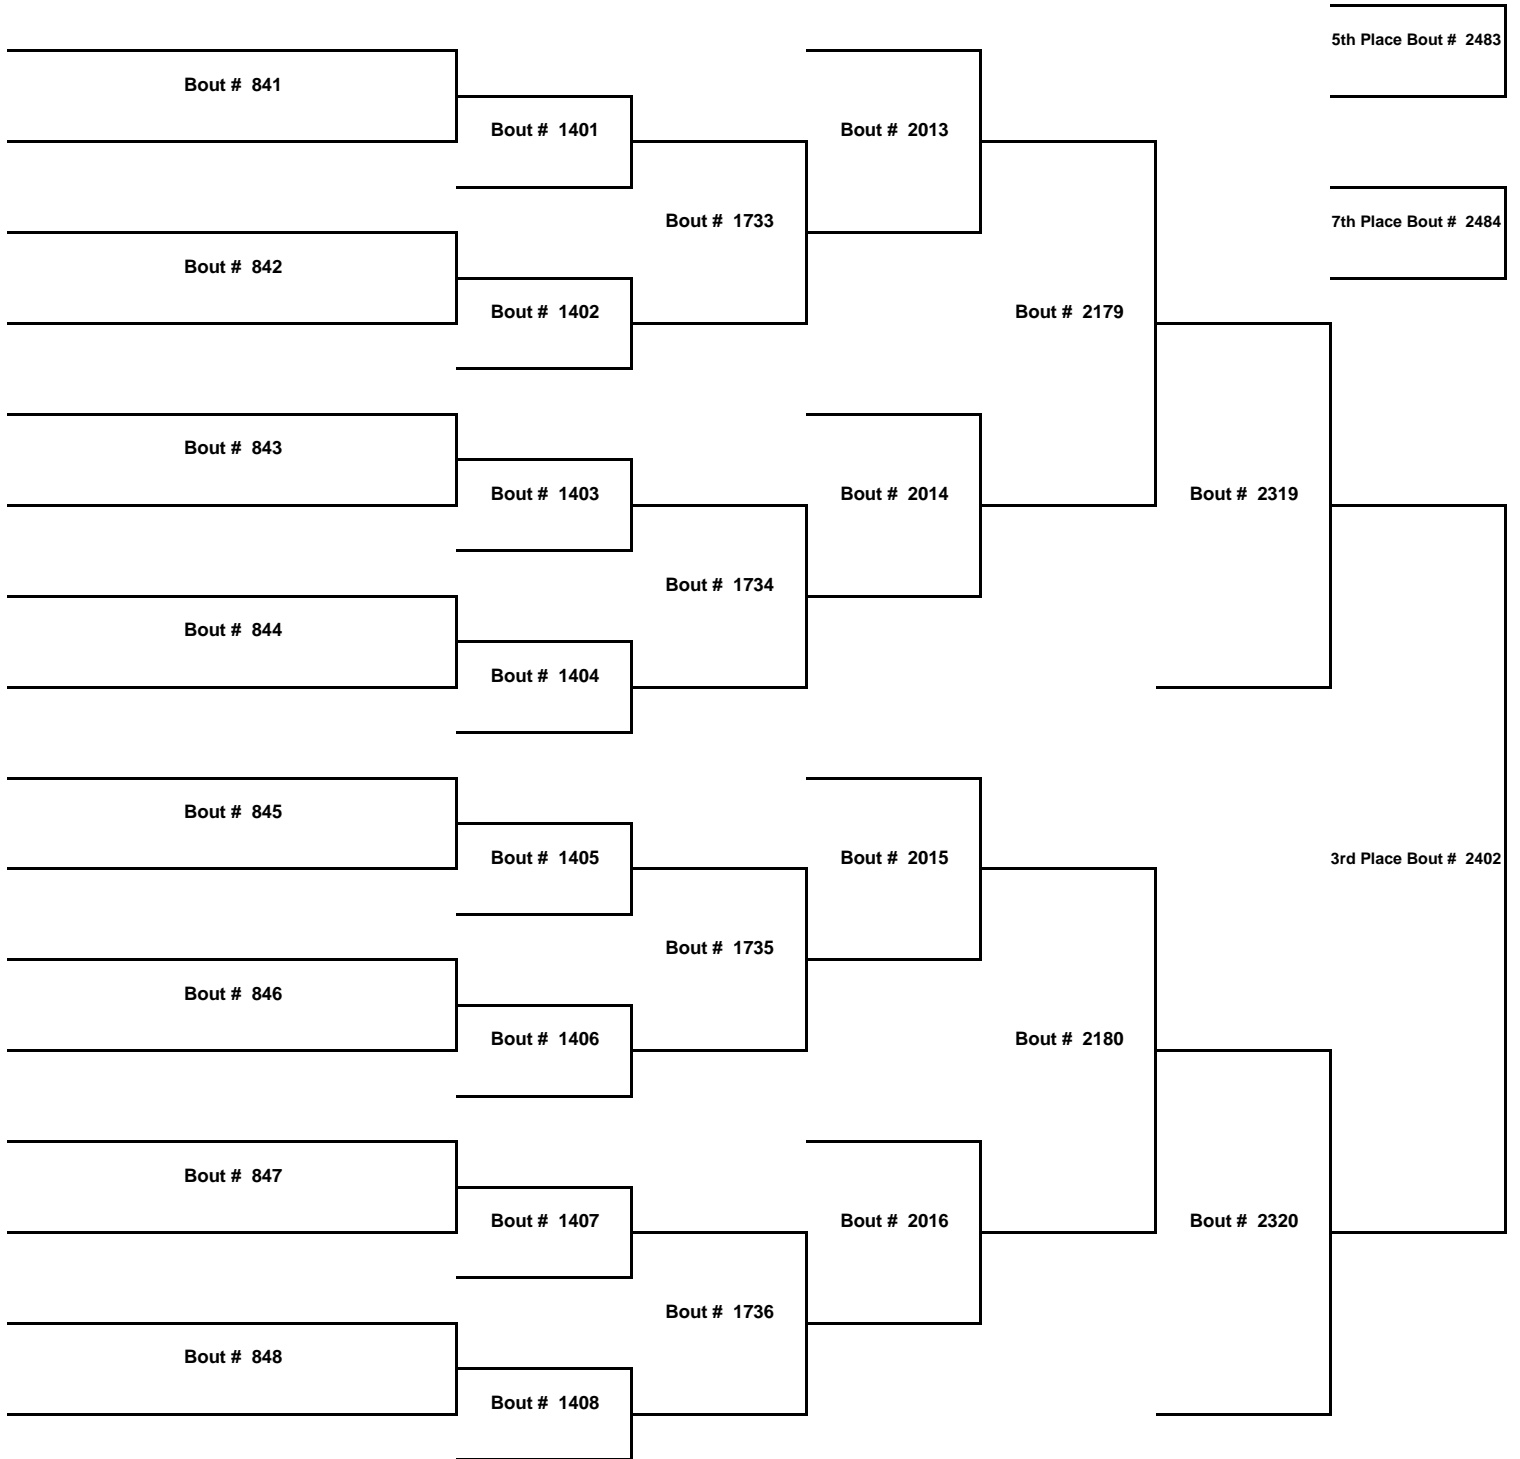 5th Place Bout # 2483
Bout # 841
Bout # 1401
Bout # 2013
7th Place Bout # 2484
Bout # 1733
Bout # 842
Bout # 1402
Bout # 2179
Bout # 843
Bout # 1403
Bout # 2014
Bout # 2319
Bout # 1734
Bout # 844
Bout # 1404
Bout # 845
Bout # 1405
Bout # 2015
3rd Place Bout # 2402
Bout # 1735
Bout # 846
Bout # 1406
Bout # 2180
Bout # 847
Bout # 1407
Bout # 2016
Bout # 2320
Bout # 1736
Bout # 848
Bout # 1408